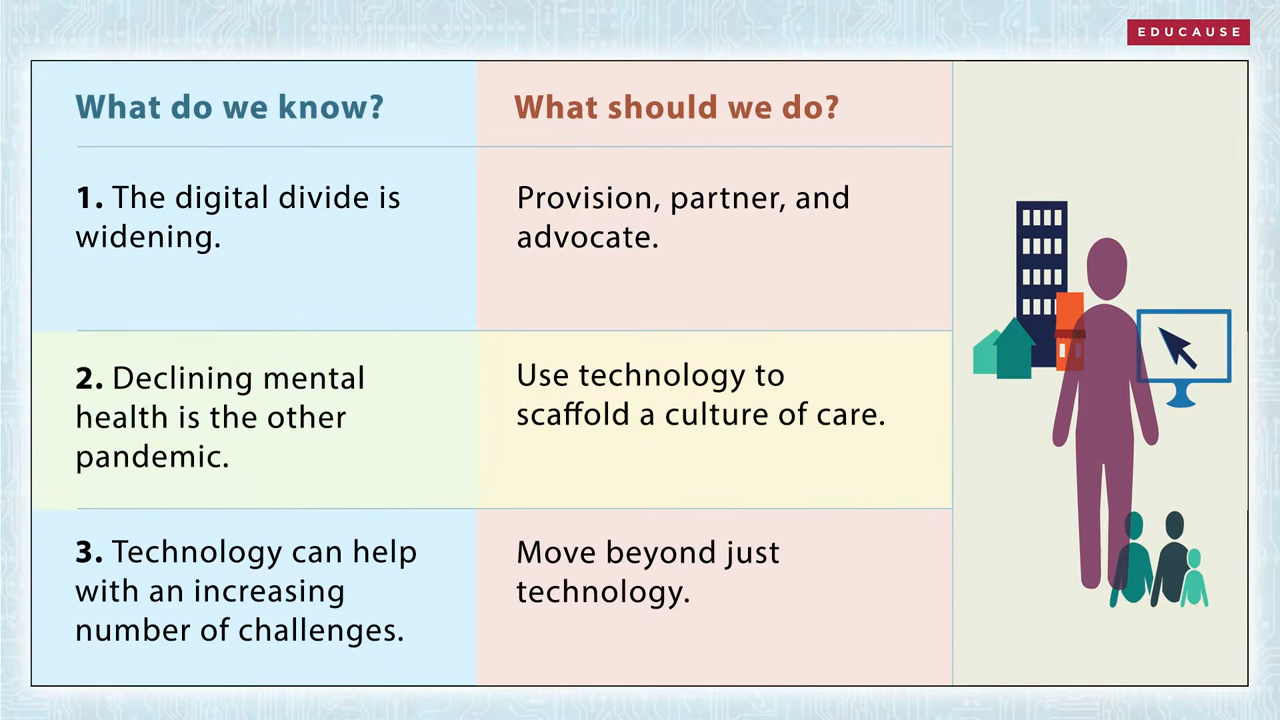 EDUCAUSE
What do we know?
What should we do?
1. The digital divide is
widening.
Provision, partner, and
advocate.
2. Declining mental
health is the other
pandemic.
Use technology to
scaffold a culture of care.
3. Technology can help
with an increasing
number of challenges.
Move beyond just
technology.